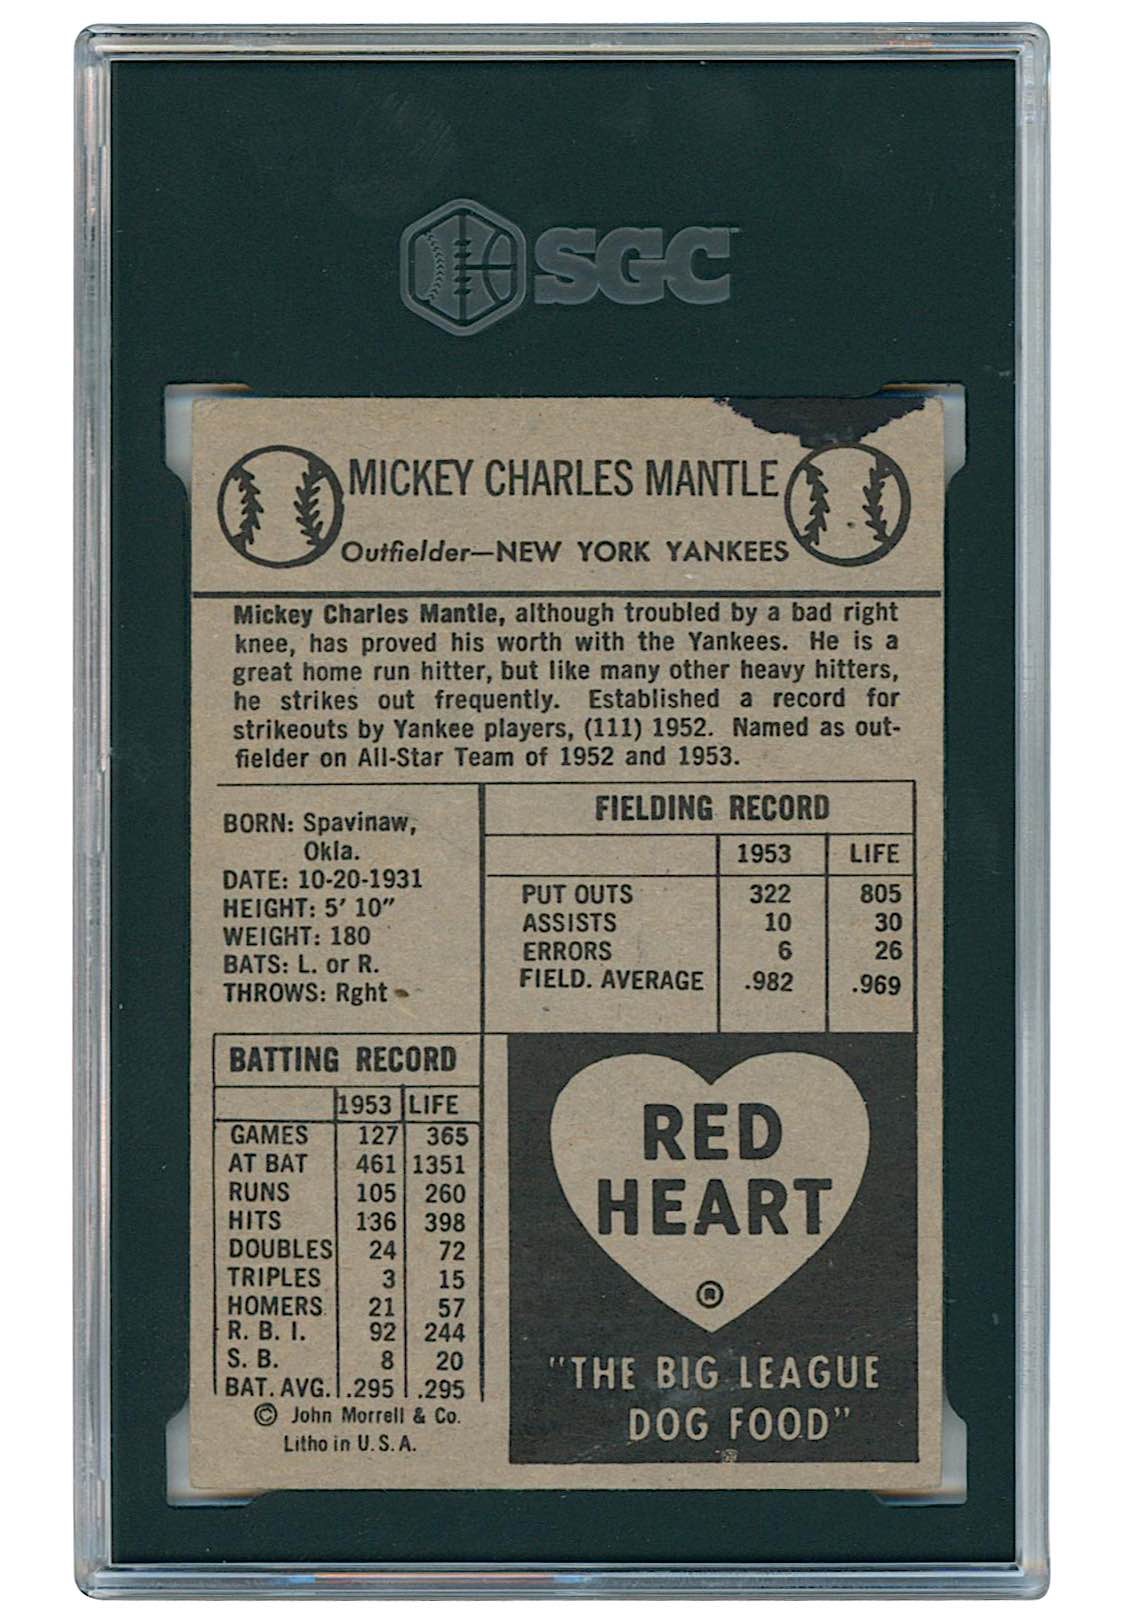 SGC
MICKEY CHARLES MANTLE
Outfielder—NEW YORK YANKEES
Mickey Charles Mantle, although troubled by a bad right
knee, has proved his worth with the Yankees. He is a
great home run hitter, but like many other heavy hitters,
he strikes out frequently. Established a record for
strikeouts by Yankee players, (111) 1952. Named as out-
fielder on All-Star Team of 1952 and 1953.
BORN: Spavinaw,
Okla.
DATE: 10-20-1931
HEIGHT: 5' 10"
WEIGHT: 180
BATS: L. or R.
THROWS: Rght
FIELDING RECORD
1953 LIFE
PUT OUTS 322 805
ASSISTS 10 30
ERRORS 6 26
FIELD. AVERAGE .982 .969
BATTING RECORD
1953 LIFE
GAMES 127 365
AT BAT 461 1351
RUNS 105 260
HITS 136 398
DOUBLES 24 72
TRIPLES 3 15
HOMERS 21 57
R. B. I. 92 244
S. B. 8 20
BAT. AVG. .295 .295
© John Morrell & Co.
Litho in U.S.A.
RED
HEART
®
"THE BIG LEAGUE
DOG FOOD"